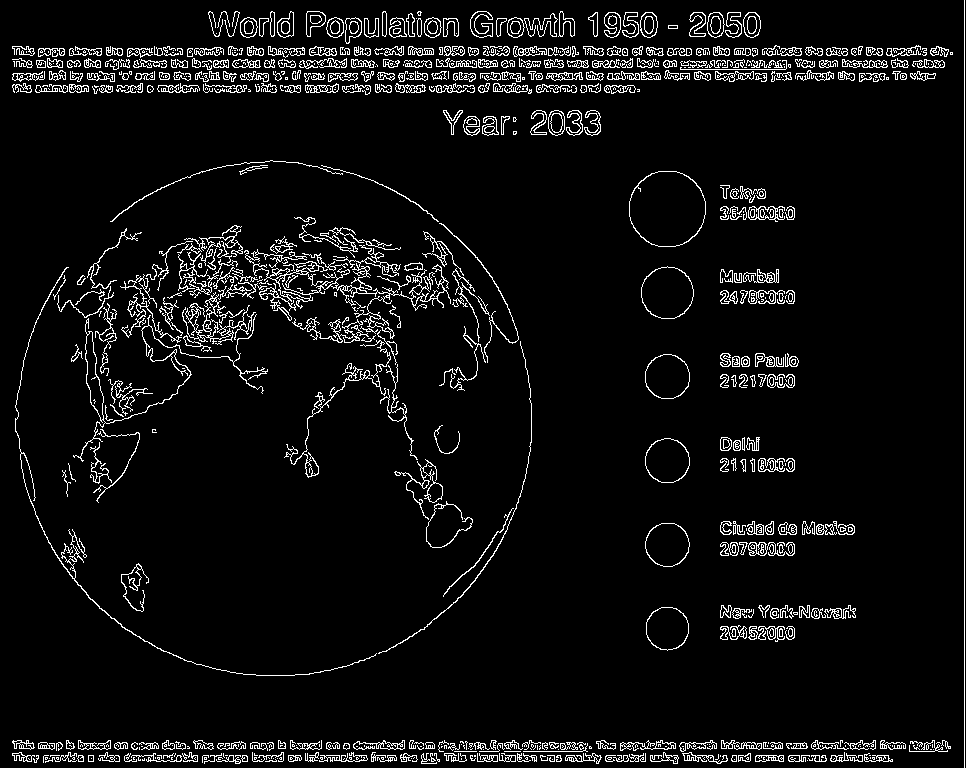 World Population Growth 1950 - 2050
This page shows the population growth for the largest cities in the world from 1950 to 2050 (estimated). The size of the area on the map reflects the size of the specific city.
The table on the right shows the largest cities at the specified time. For more information on how this was created look on . You can increase the rotate
speed left by using 'a' and to the right by using . If you press 'p' the globe will stop rotating. To restart the animation from the beginning just refresh the page. To view
this animation you need a modern browser. This was tested using the latest versions of firefox, chrome and opera.
Year: 2033
Tokyo
36400000
Mumbai
24789000
Sao Paulo
21217000
Delhi
21118000
Ciudad de Mexico
20798000
New York-Newark
20452000
This map is based on open data. The earth map is based on a download from the Nasa Earth observatory. The population growth information was downloaded from .
They provide a nice downloadable package based on information from the UN. This visualization was mainly created using Three.js and some canvas animations.